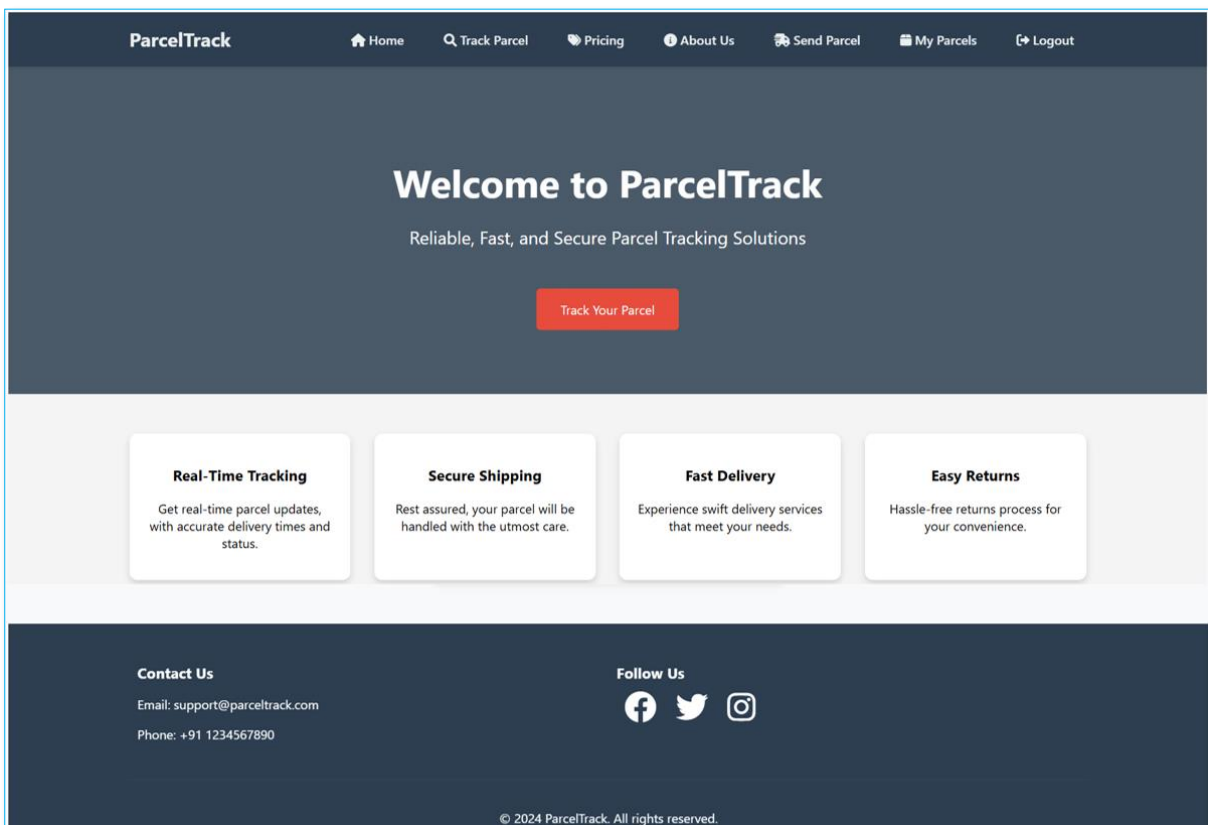 ParcelTrack
Home
Track Parcel
Pricing
About Us
Send Parcel
My Parcels
Logout
Welcome to ParcelTrack
Reliable, Fast, and Secure Parcel Tracking Solutions
Track Your Parcel
Real-Time Tracking
Get real-time parcel updates,
with accurate delivery times and
status.
Secure Shipping
Rest assured, your parcel will be
handled with the utmost care.
Fast Delivery
Experience swift delivery services
that meet your needs.
Easy Returns
Hassle-free returns process for
your convenience.
Contact Us
Email: support@parceltrack.com
Phone: +91 1234567890
Follow Us
© 2024 ParcelTrack. All rights reserved.